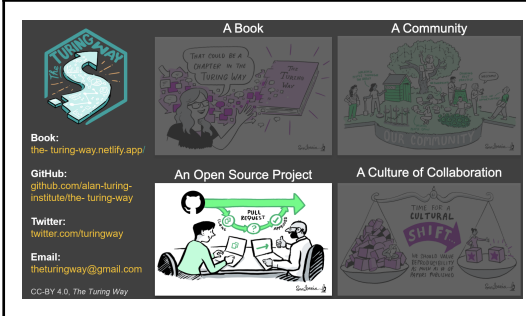 The
TURING
WAY
Book:
the- turing-way.netlify.app/
GitHub:
github.com/alan-turing-
institute/the- turing-way
Twitter:
twitter.com/turingway
Email:
theturingway@gmail.com
CC-BY 4.0, The Turing Way
A Book
THAT COULD BE A
CHAPTER IN THE
TURING WAY
THE
TURING
WAY
A Community
OUR COMMUNITY
An Open Source Project
PULL
REQUEST
A Culture of Collaboration
TIME FOR A
CULTURAL
SHIFT